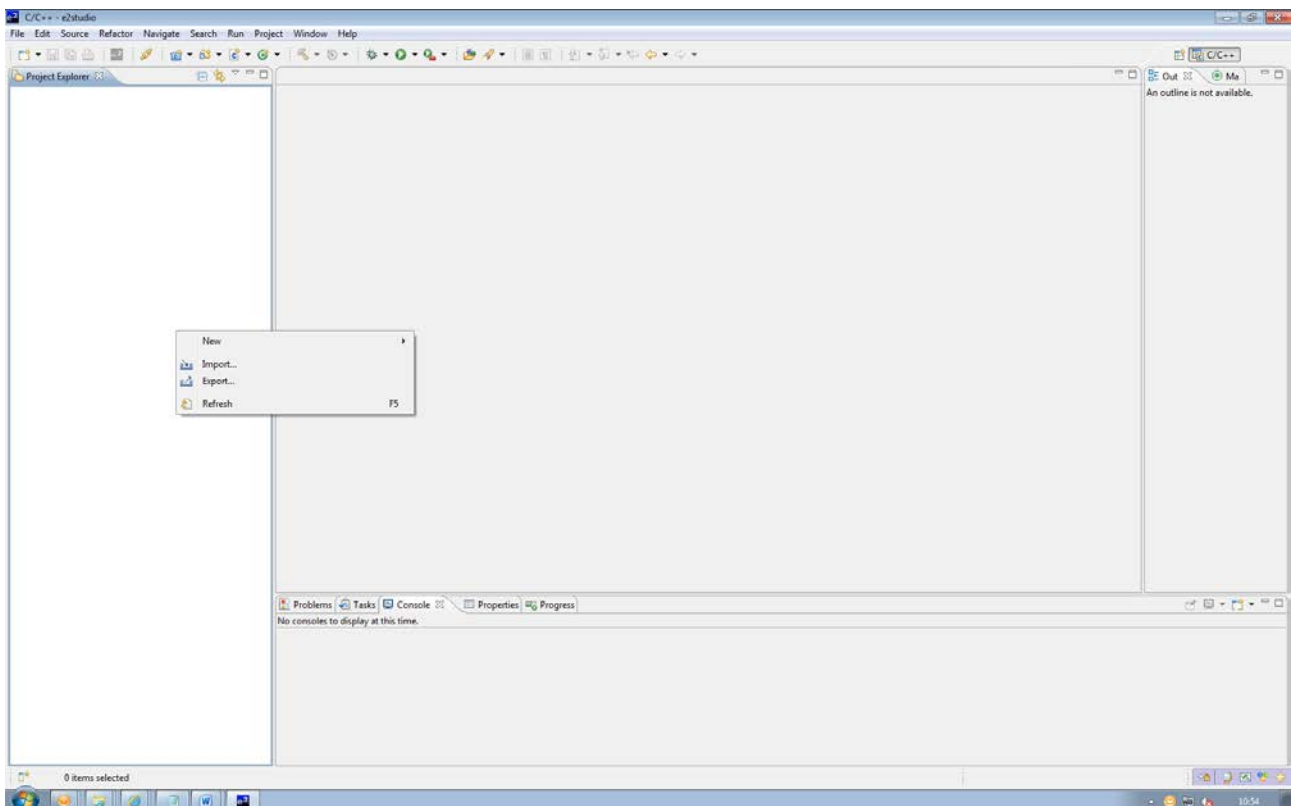 C/C++ - e2studio
File Edit Source Refactor Navigate Search Run Project Window Help
C/C++
Project Explorer
Out Ma
An outline is not available.
New
Import...
Export...
Refresh F5
Problems Tasks Console Properties Progress
No consoles to display at this time.
0 items selected
10:54